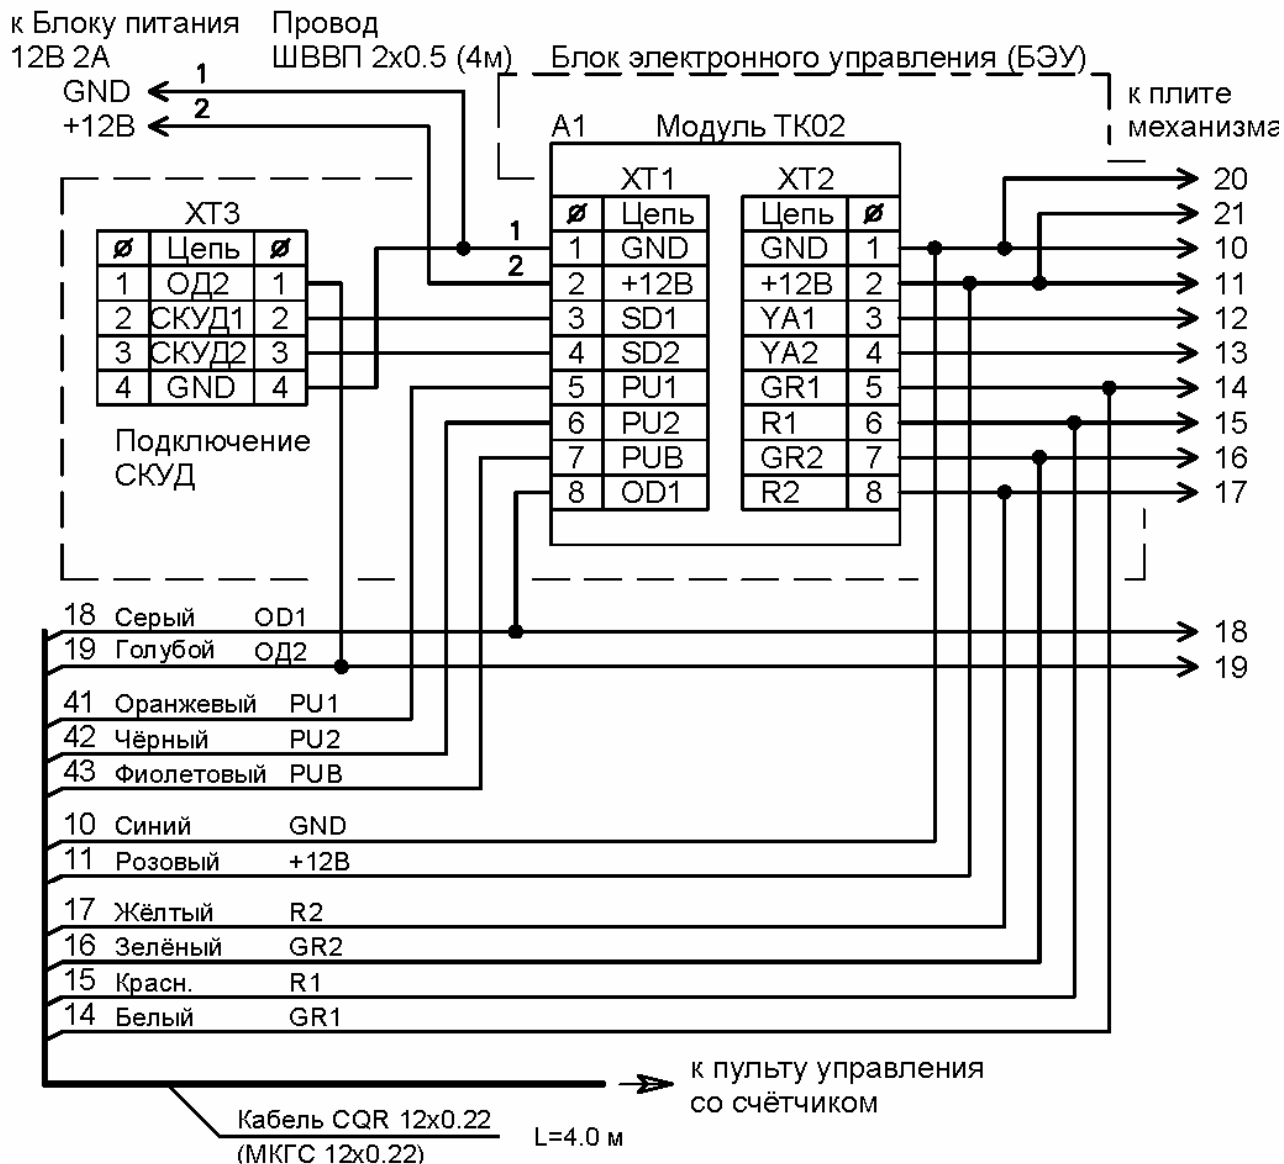 к Блоку питания Провод
12В 2А ШВВП 2х0.5 (4м) Блок электронного управления (БЭУ)
GND 1
+12В 2
к плите
механизма
А1 Модуль ТК02
ХТ1 ХТ2
Ø Цепь Цепь Ø
1 GND GND 1
2 +12В +12В 2
3 SD1 YA1 3
4 SD2 YA2 4
5 PU1 GR1 5
6 PU2 R1 6
7 PUB GR2 7
8 OD1 R2 8
1
2
20
21
10
11
12
13
14
15
16
17
ХТ3
Ø Цепь Ø
1 ОД2 1
2 СКУД1 2
3 СКУД2 3
4 GND 4
Подключение
СКУД
18 Серый OD1 18
19 Голубой ОД2 19
41 Оранжевый PU1
42 Чёрный PU2
43 Фиолетовый PUB
10 Синий GND
11 Розовый +12В
17 Жёлтый R2
16 Зелёный GR2
15 Красн. R1
14 Белый GR1
к пульту управления
со счётчиком
Кабель CQR 12х0.22
(МКГС 12х0.22)
L=4.0 м